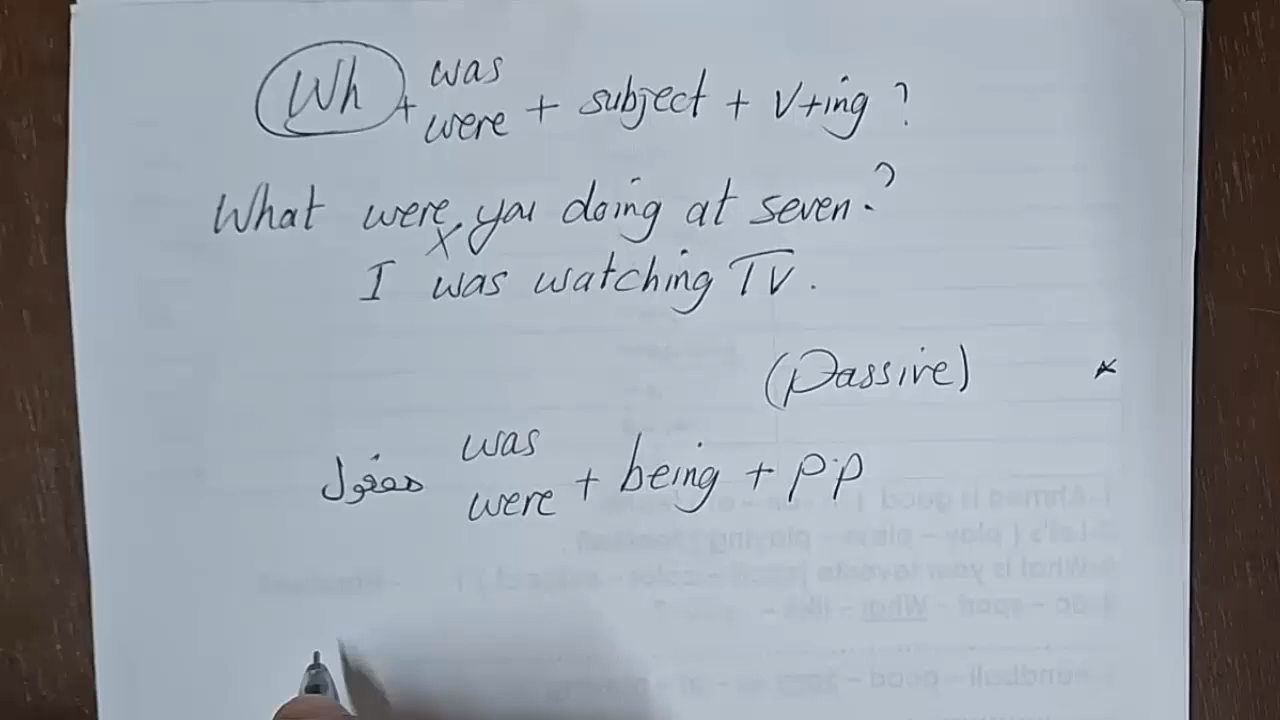 Wh + was
were + subject + V+ing ?
What were you doing at seven ?
x
I was watching TV.
(Passive)
مفعول was
were + being + p.p